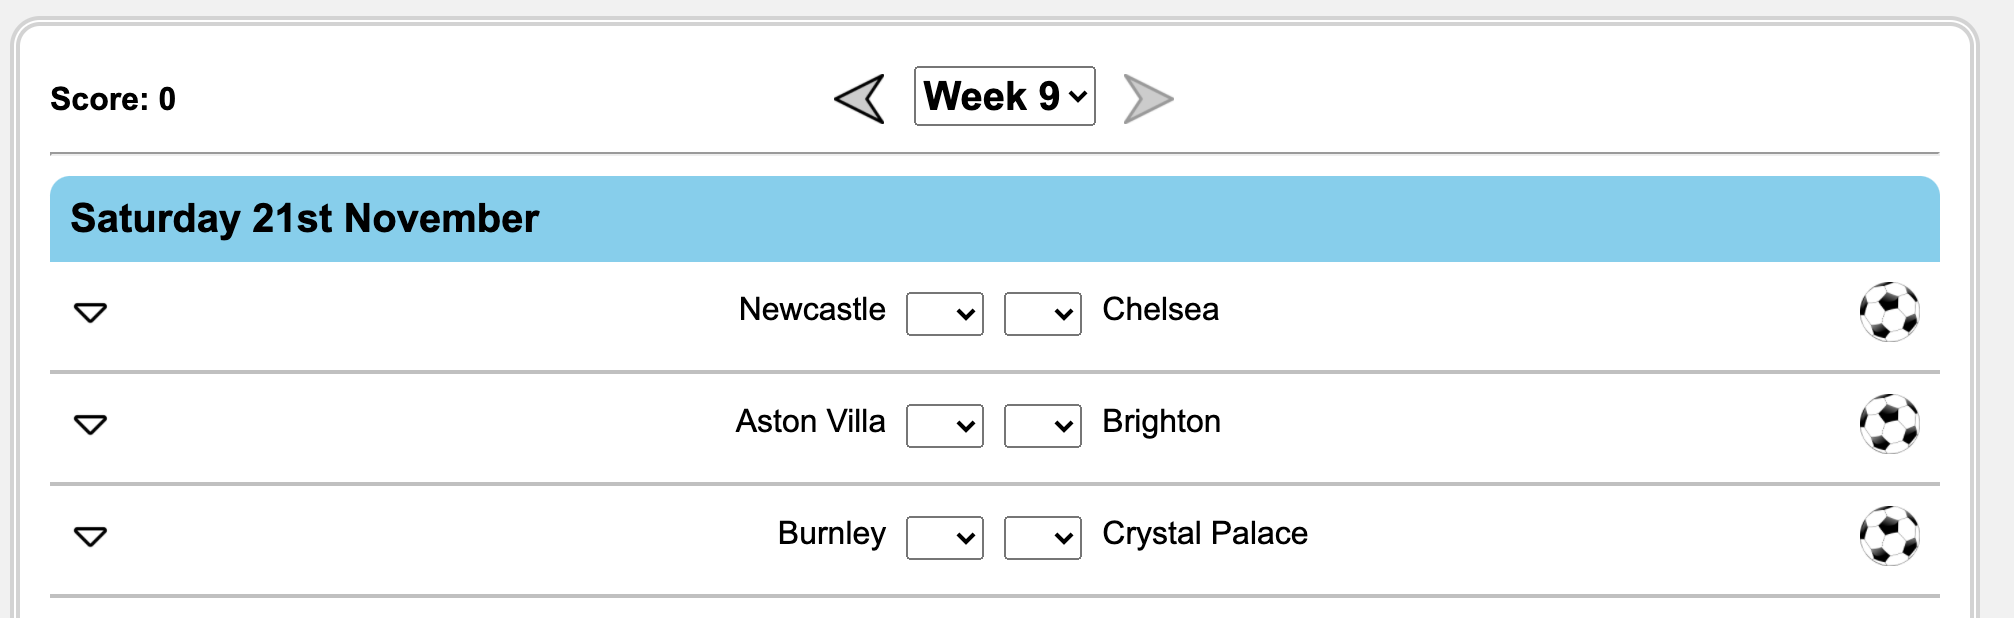 Score: 0
Week 9
Saturday 21st November
Newcastle Chelsea
Aston Villa Brighton
Burnley Crystal Palace